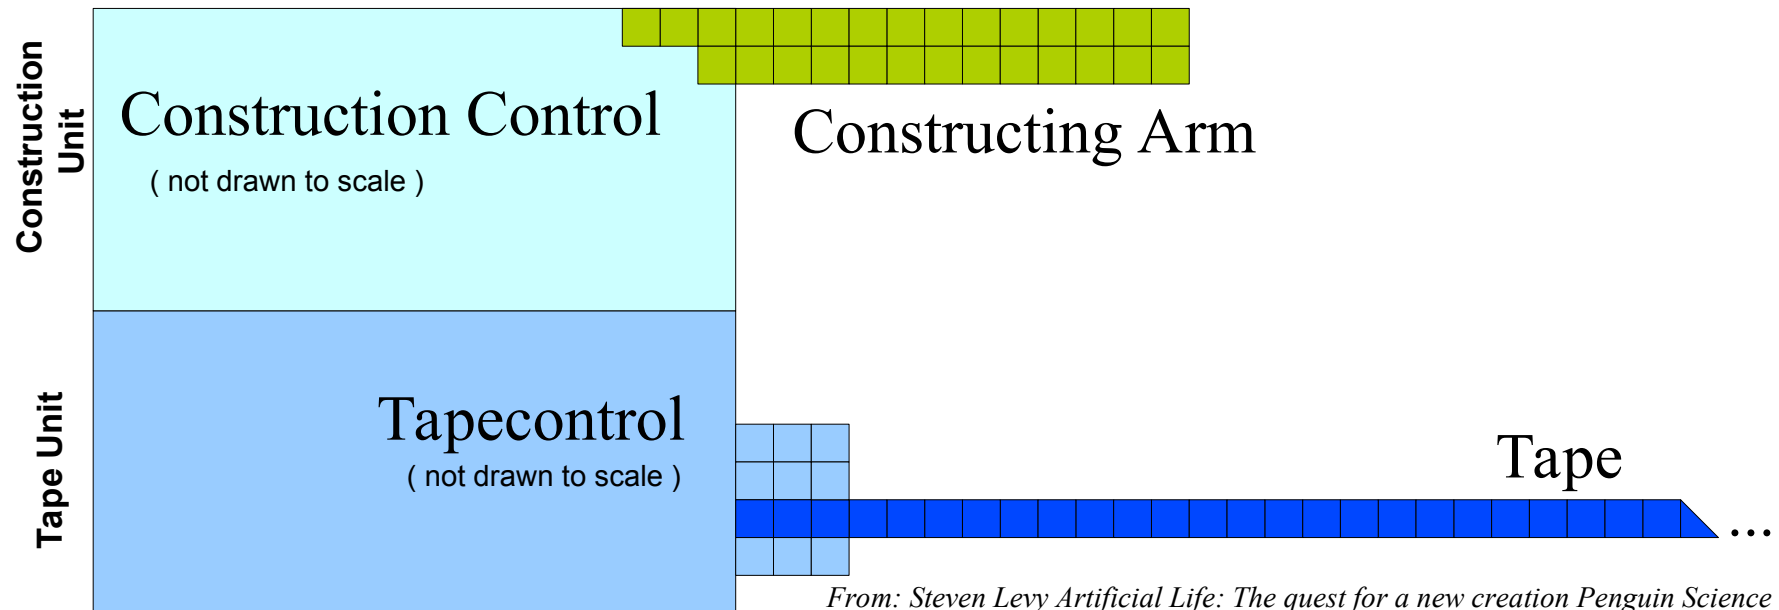 Construction
Unit
Construction Control
( not drawn to scale )
Constructing Arm
Tape Unit
Tapecontrol
( not drawn to scale )
Tape
...
From: Steven Levy Artificial Life: The quest for a new creation Penguin Science